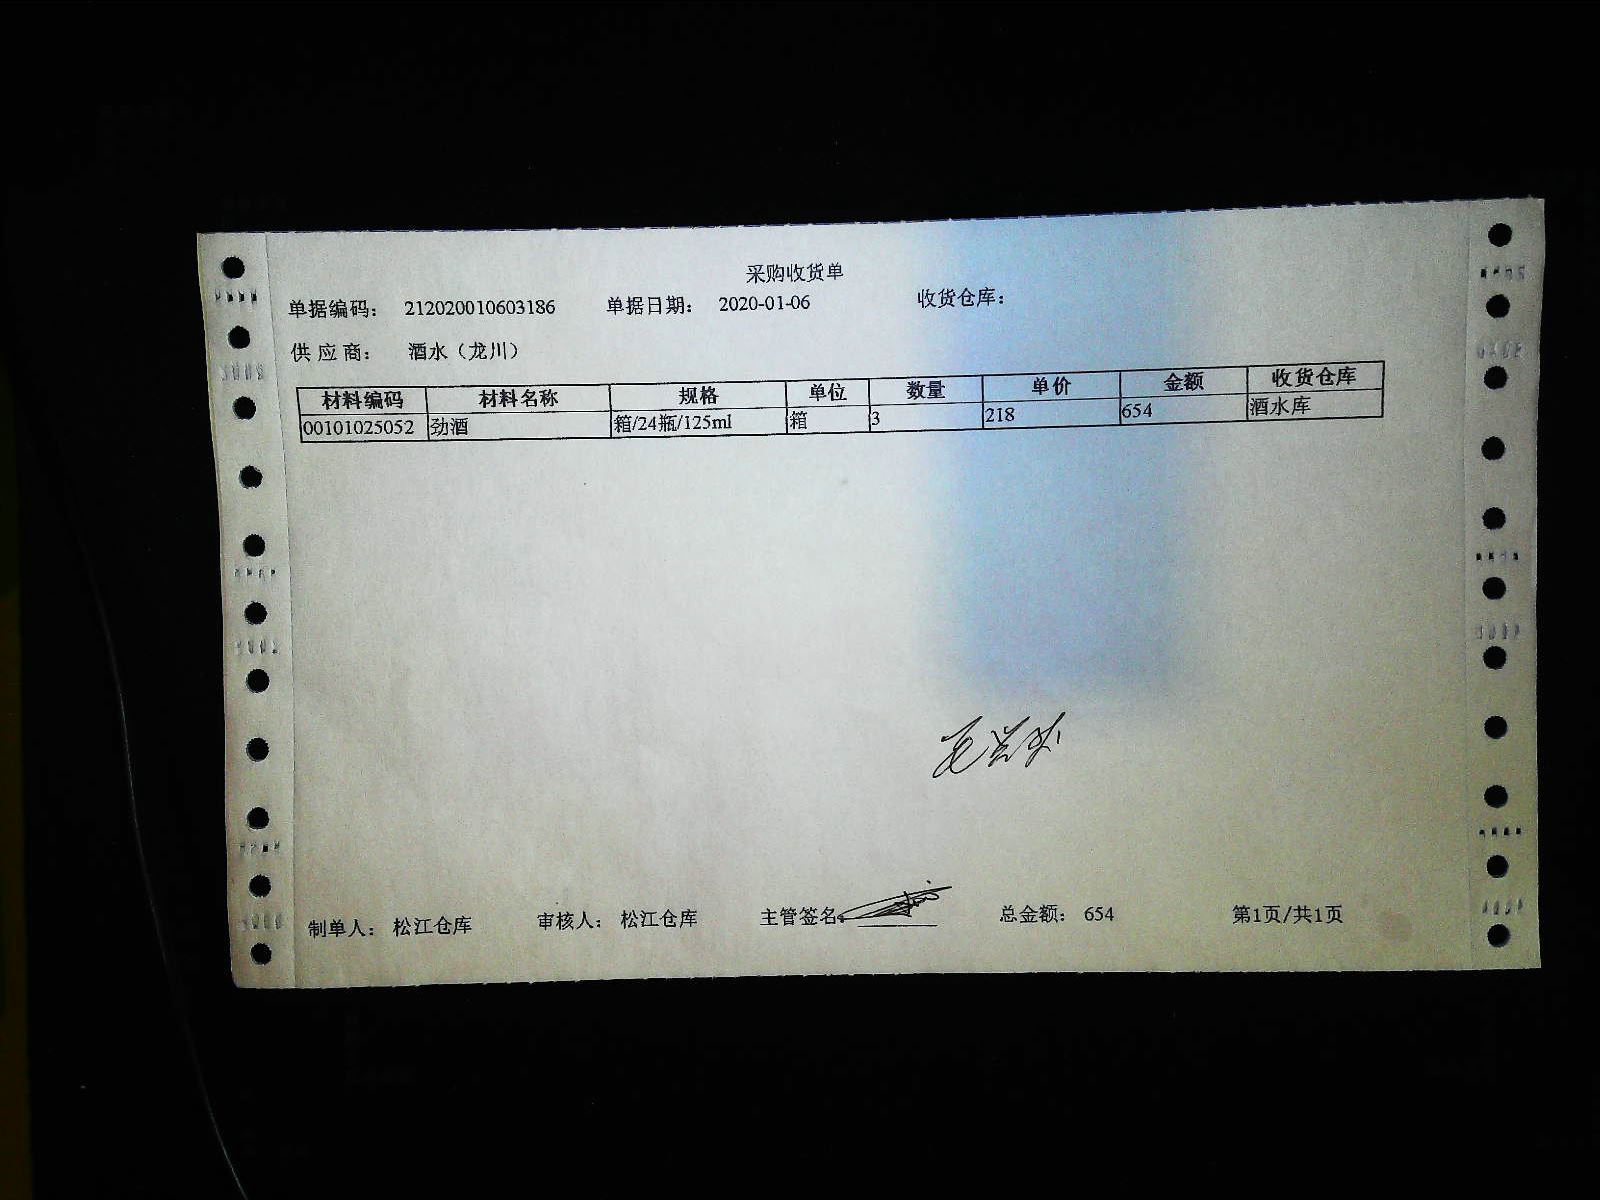 采购收货单
单据编码： 212020010603186 单据日期： 2020-01-06 收货仓库：
供应商： 酒水（龙川）
材料编码 材料名称 规格 单位 数量 单价 金额 收货仓库
00101025052 劲酒 箱/24瓶/125ml 箱 3 218 654 酒水库
制单人： 松江仓库 审核人： 松江仓库 主管签名： 总金额： 654 第1页/共1页